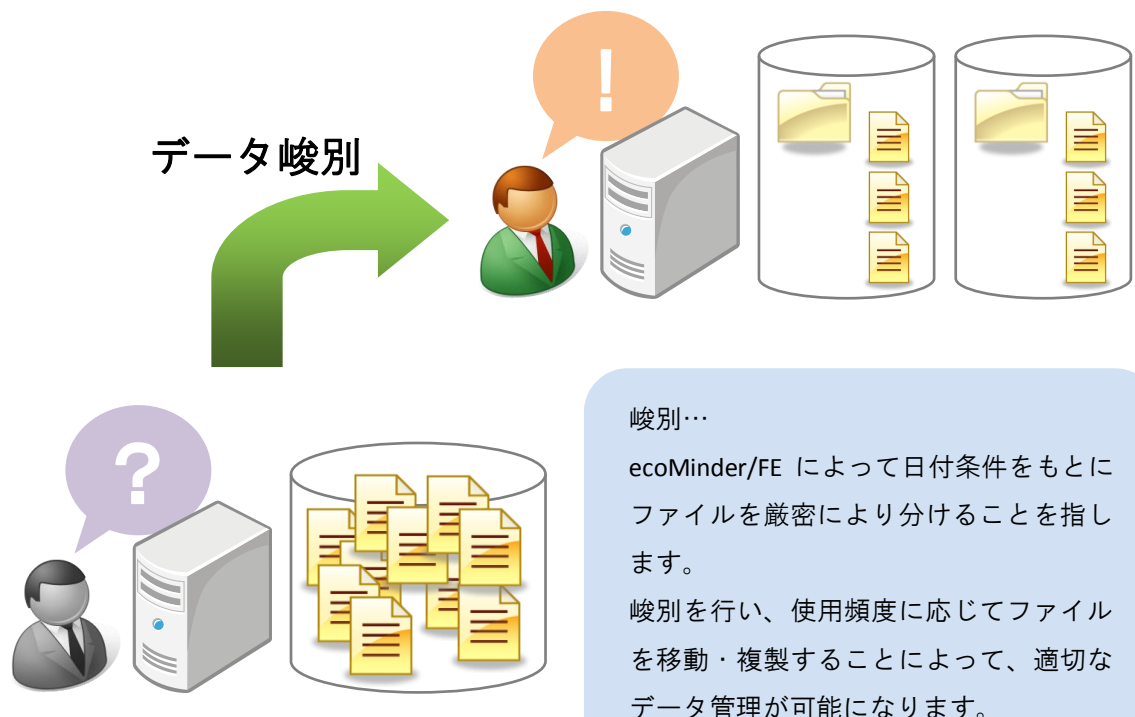 !
データ峻別
?
峻別…
ecoMinder/FE によって日付条件をもとに
ファイルを厳密により分けることを指し
ます。
峻別を行い、使用頻度に応じてファイル
を移動・複製することによって、適切な
データ管理が可能になります。